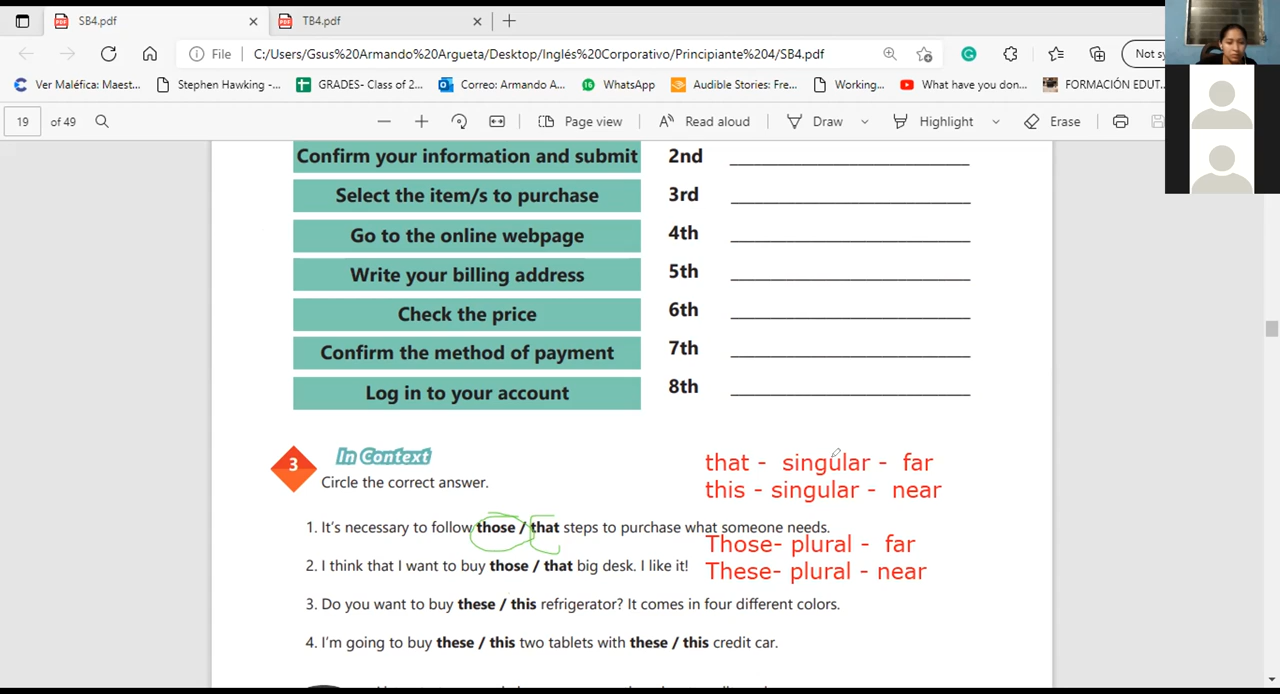 SB4.pdf
TB4.pdf
File C:/Users/Gsus%20Armando%20Argueta/Desktop/Inglés%20Corporativo/Principiante%204/SB4.pdf
Not sy
Ver Maléfica: Maest... Stephen Hawking -... GRADES- Class of 2... Correo: Armando A... 16 WhatsApp Audible Stories: Fre... Working... What have you don... FORMACIÓN EDUT...
19 of 49 Page view Read aloud Draw Highlight Erase
Confirm your information and submit 2nd
Select the item/s to purchase 3rd
Go to the online webpage 4th
Write your billing address 5th
Check the price 6th
Confirm the method of payment 7th
Log in to your account 8th
3 In Context
Circle the correct answer.
that - singular - far
this - singular - near
1. It's necessary to follow those / that steps to purchase what someone needs.
Those- plural - far
2. I think that I want to buy those / that big desk. I like it!
These- plural - near
3. Do you want to buy these / this refrigerator? It comes in four different colors.
4. I'm going to buy these / this two tablets with these / this credit car.